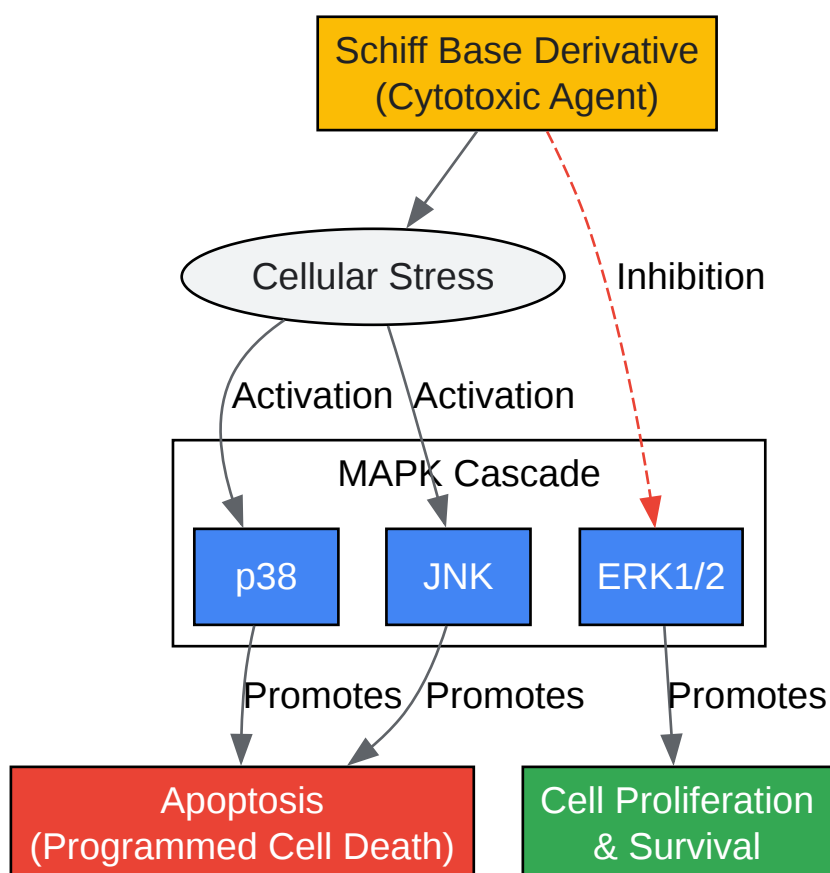 Schiff Base Derivative
(Cytotoxic Agent)
Cellular Stress
Inhibition
Activation
Activation
MAPK Cascade
p38
JNK
ERK1/2
Promotes
Promotes
Promotes
Apoptosis
(Programmed Cell Death)
Cell Proliferation
& Survival